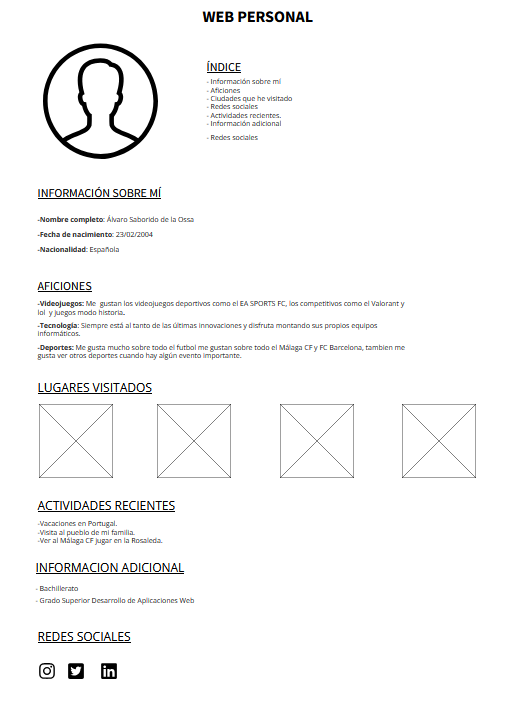 WEB PERSONAL
ÍNDICE
- Información sobre mí
- Aficiones
- Ciudades que he visitado
- Redes sociales
- Actividades recientes.
- Información adicional
- Redes sociales
INFORMACIÓN SOBRE MÍ
-Nombre completo: Álvaro Saborido de la Ossa
-Fecha de nacimiento: 23/02/2004
-Nacionalidad: Española
AFICIONES
-Videojuegos: Me  gustan los videojuegos deportivos como el EA SPORTS FC, los competitivos como el Valorant y
lol  y juegos modo historia.
-Tecnología: Siempre está al tanto de las últimas innovaciones y disfruta montando sus propios equipos
informáticos.
-Deportes: Me gusta mucho sobre todo el futbol me gustan sobre todo el Málaga CF y FC Barcelona, tambien me
gusta ver otros deportes cuando hay algún evento importante.
LUGARES VISITADOS
ACTIVIDADES RECIENTES
-Vacaciones en Portugal.
-Visita al pueblo de mi familia.
-Ver al Málaga CF jugar en la Rosaleda.
INFORMACION ADICIONAL
- Bachillerato
- Grado Superior Desarrollo de Aplicaciones Web
REDES SOCIALES